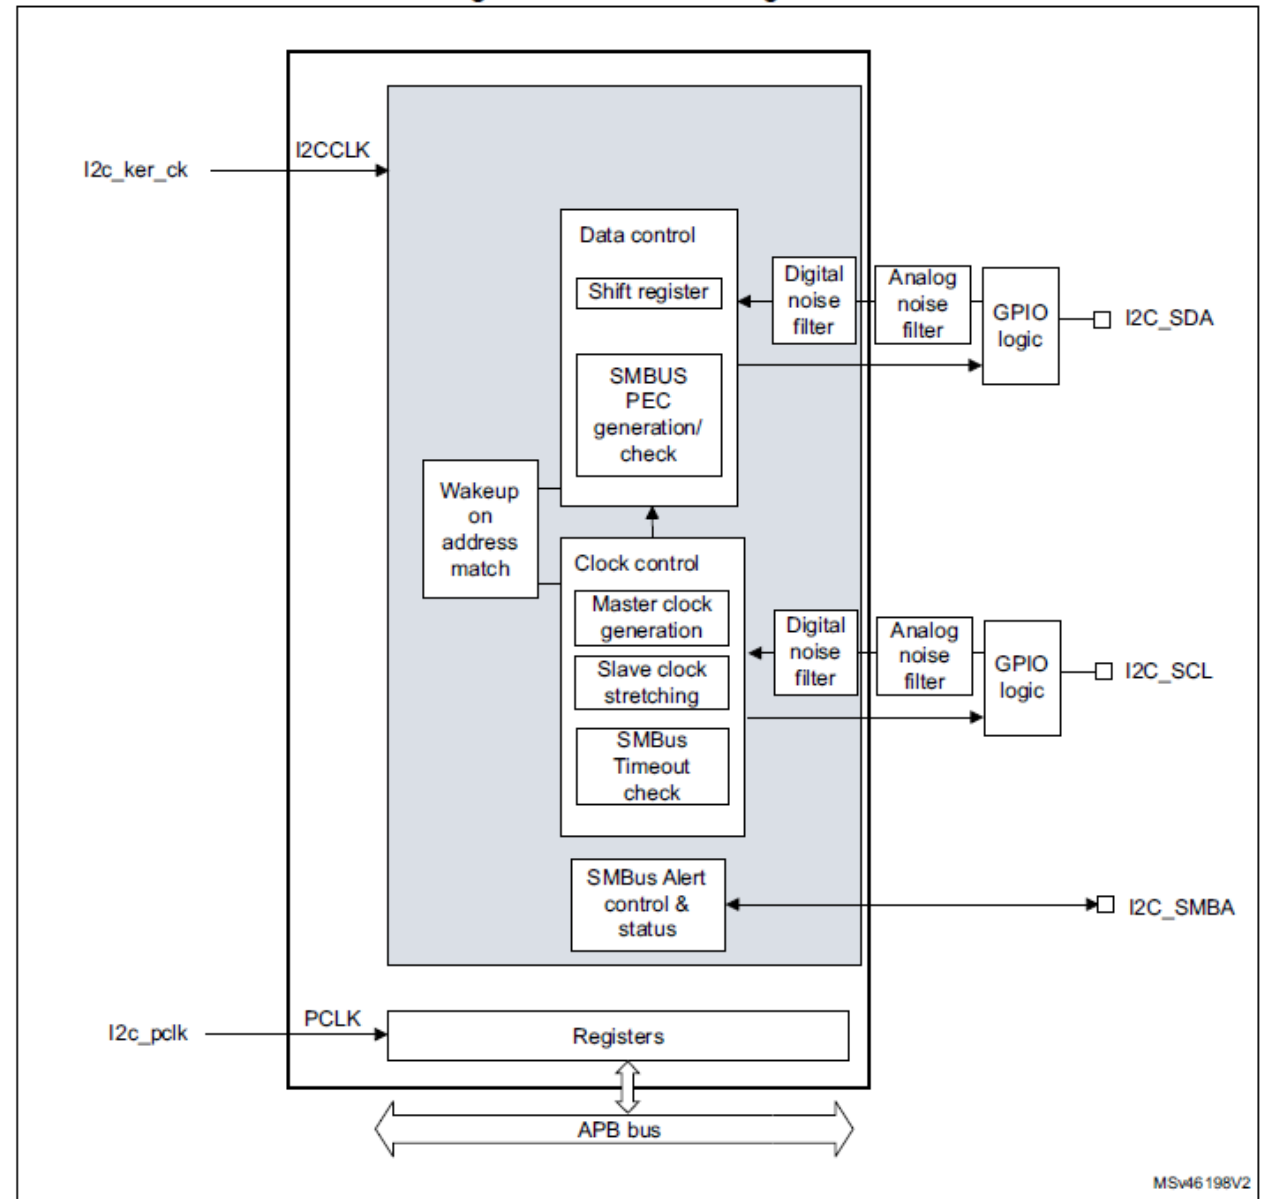 I2CCLK
I2c_ker_ck
Data control
Shift register
SMBUS
PEC
generation/
check
Digital
noise
filter
Analog
noise
filter
GPIO
logic
I2C_SDA
Wakeup
on
address
match
Clock control
Master clock
generation
Slave clock
stretching
SMBus
Timeout
check
Digital
noise
filter
Analog
noise
filter
GPIO
logic
I2C_SCL
SMBus Alert
control &
status
I2C_SMBA
PCLK
I2c_pclk
Registers
APB bus
MSv46198V2